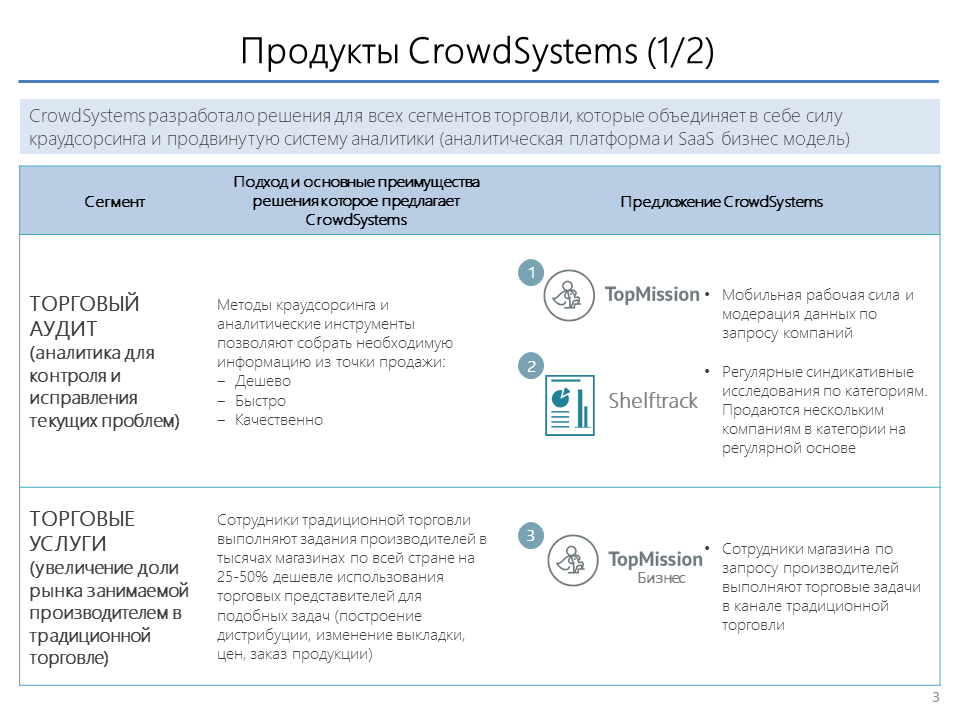 Продукты CrowdSystems (1/2)
CrowdSystems разработало решения для всех сегментов торговли, которые объединяет в себе силу
краудсорсинга и продвинутую систему аналитики (аналитическая платформа и SaaS бизнес модель)
Сегмент
Подход и основные преимущества
решения которое предлагает
CrowdSystems
Предложение CrowdSystems
ТОРГОВЫЙ
АУДИТ
(аналитика для
контроля и
исправления
текущих проблем)
Методы краудсорсинга и
аналитические инструменты
позволяют собрать необходимую
информацию из точки продажи:
– Дешево
– Быстро
– Качественно
1
TopMission
• Мобильная рабочая сила и
модерация данных по
запросу компаний
2
Shelftrack
• Регулярные синдикативные
исследования по категориям.
Продаются нескольким
компаниям в категории на
регулярной основе
ТОРГОВЫЕ
УСЛУГИ
(увеличение доли
рынка занимаемой
производителем в
традиционной
торговле)
Сотрудники традиционной торговли
выполняют задания производителей в
тысячах магазинах по всей стране на
25-50% дешевле использования
торговых представителей для
подобных задач (построение
дистрибуции, изменение выкладки,
цен, заказ продукции)
3
TopMission
Бизнес
• Сотрудники магазина по
запросу производителей
выполняют торговые задачи
в канале традиционной
торговли
3